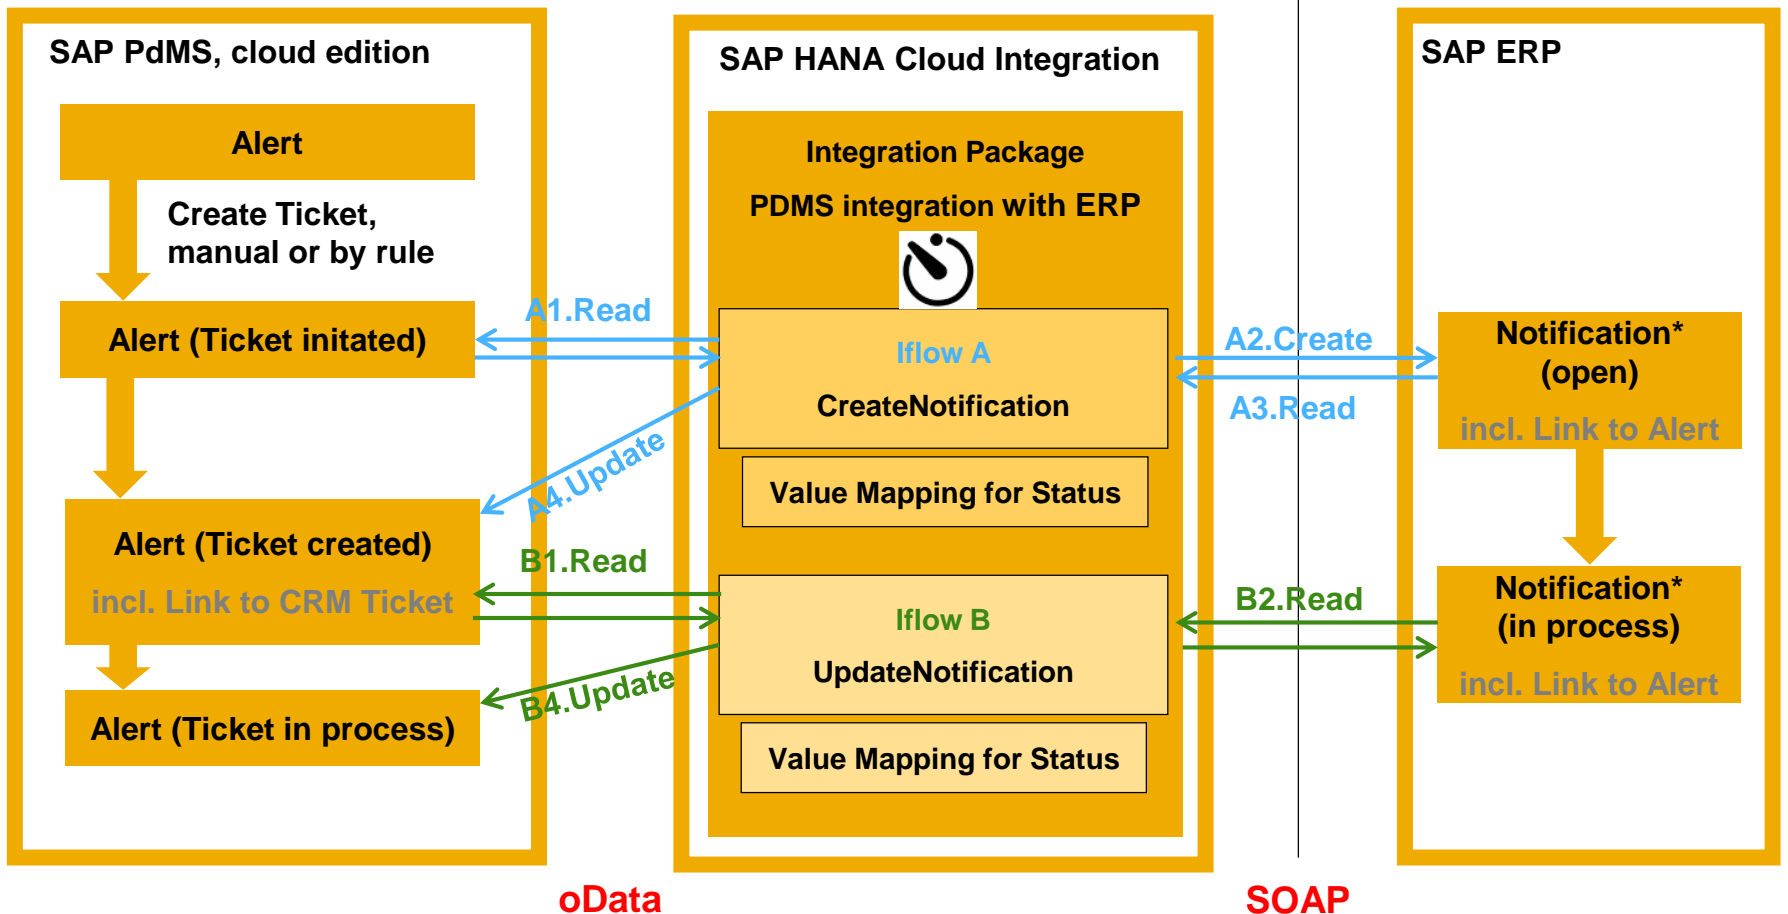 SAP PdMS, cloud edition
Alert
Create Ticket,
manual or by rule
Alert (Ticket initated)
Alert (Ticket created)
incl. Link to CRM Ticket
Alert (Ticket in process)
A1.Read
A4.Update
B1.Read
B4.Update
oData
SAP HANA Cloud Integration
Integration Package
PDMS integration with ERP
Iflow A
CreateNotification
Value Mapping for Status
Iflow B
UpdateNotification
Value Mapping for Status
A2.Create
A3.Read
B2.Read
SOAP
SAP ERP
Notification*
(open)
incl. Link to Alert
Notification*
(in process)
incl. Link to Alert